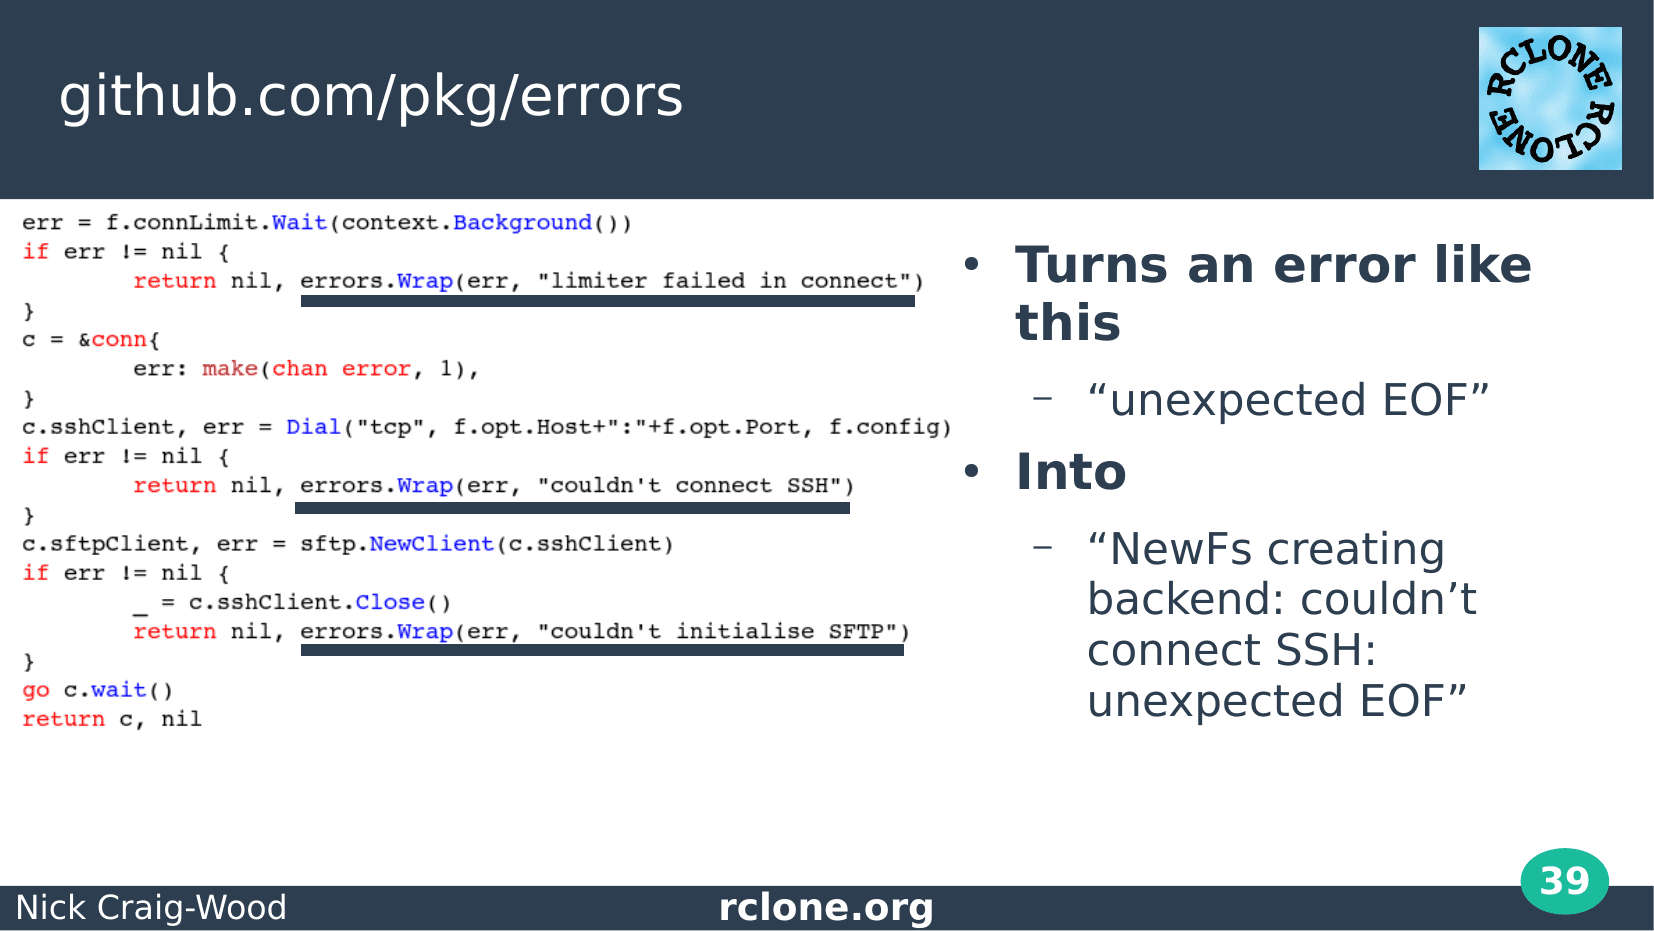 github.com/pkg/errors
RCLONE RCLONE
err = f.connLimit.Wait(context.Background())
if err != nil {
        return nil, errors.Wrap(err, "limiter failed in connect")
}
c = &conn{
        err: make(chan error, 1),
}
c.sshClient, err = Dial("tcp", f.opt.Host+":"+f.opt.Port, f.config)
if err != nil {
        return nil, errors.Wrap(err, "couldn't connect SSH")
}
c.sftpClient, err = sftp.NewClient(c.sshClient)
if err != nil {
        _ = c.sshClient.Close()
        return nil, errors.Wrap(err, "couldn't initialise SFTP")
}
go c.wait()
return c, nil
● Turns an error like
this
– “unexpected EOF”
● Into
– “NewFs creating
backend: couldn’t
connect SSH:
unexpected EOF”
39
Nick Craig-Wood
rclone.org